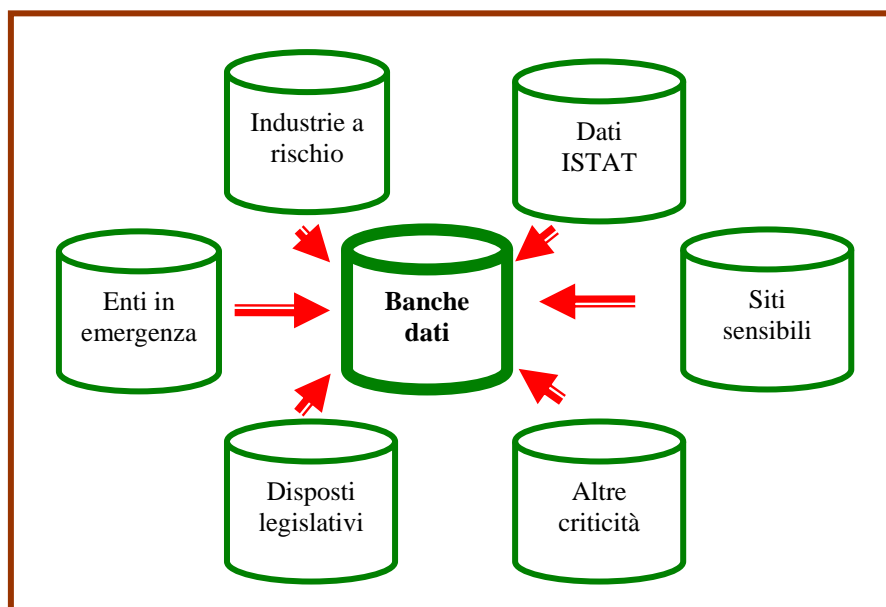 Industrie a
rischio
Dati
ISTAT
Enti in
emergenza
Banche
dati
Siti
sensibili
Disposti
legislativi
Altre
criticità